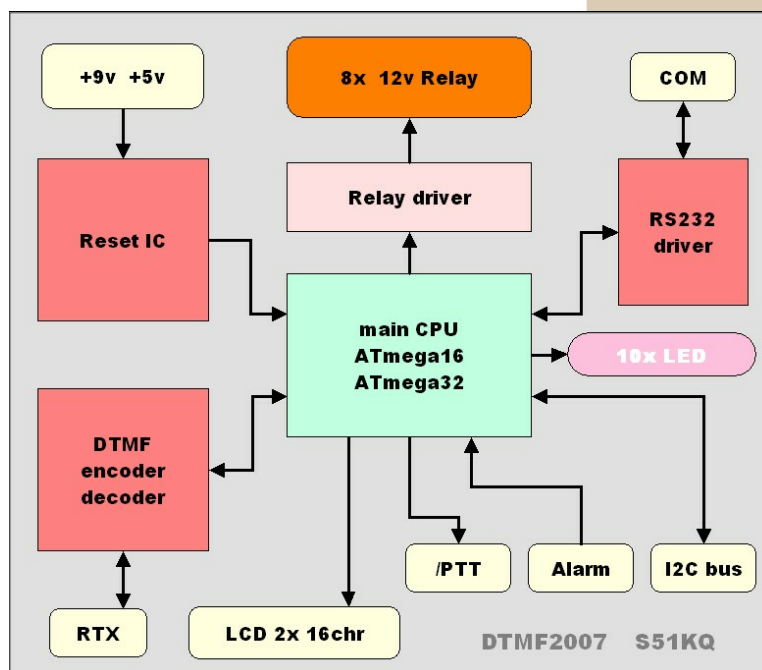 +9v +5v
8x 12v Relay
COM
Reset IC
Relay driver
RS232
driver
main CPU
ATmega16
ATmega32
10x LED
DTMF
encoder
decoder
/PTT
Alarm
I2C bus
RTX
LCD 2x 16chr
DTMF2007 S51KQ